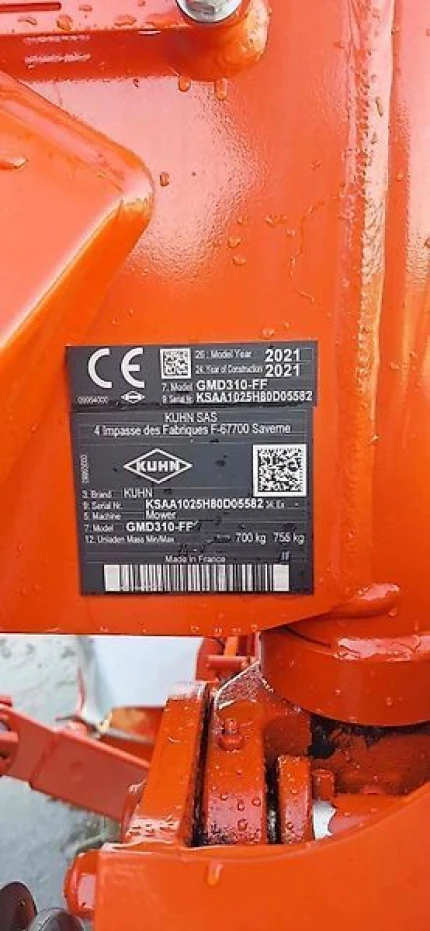 CE
26. Model Year 2021
24. Year of Construction 2021
7. Model GMD310-FF
9. Serial Nr. KSAA1025H80D05582
KUHN SAS
4 Impasse des Fabriques F-67700 Saverne
KUHN
3. Brand KUHN
9. Serial Nr. KSAA1025H80D05582
5. Machine Mower
7. Model GMD310-FF
12. Unladen Mass Min/Max 700 kg 755 kg
Made in France